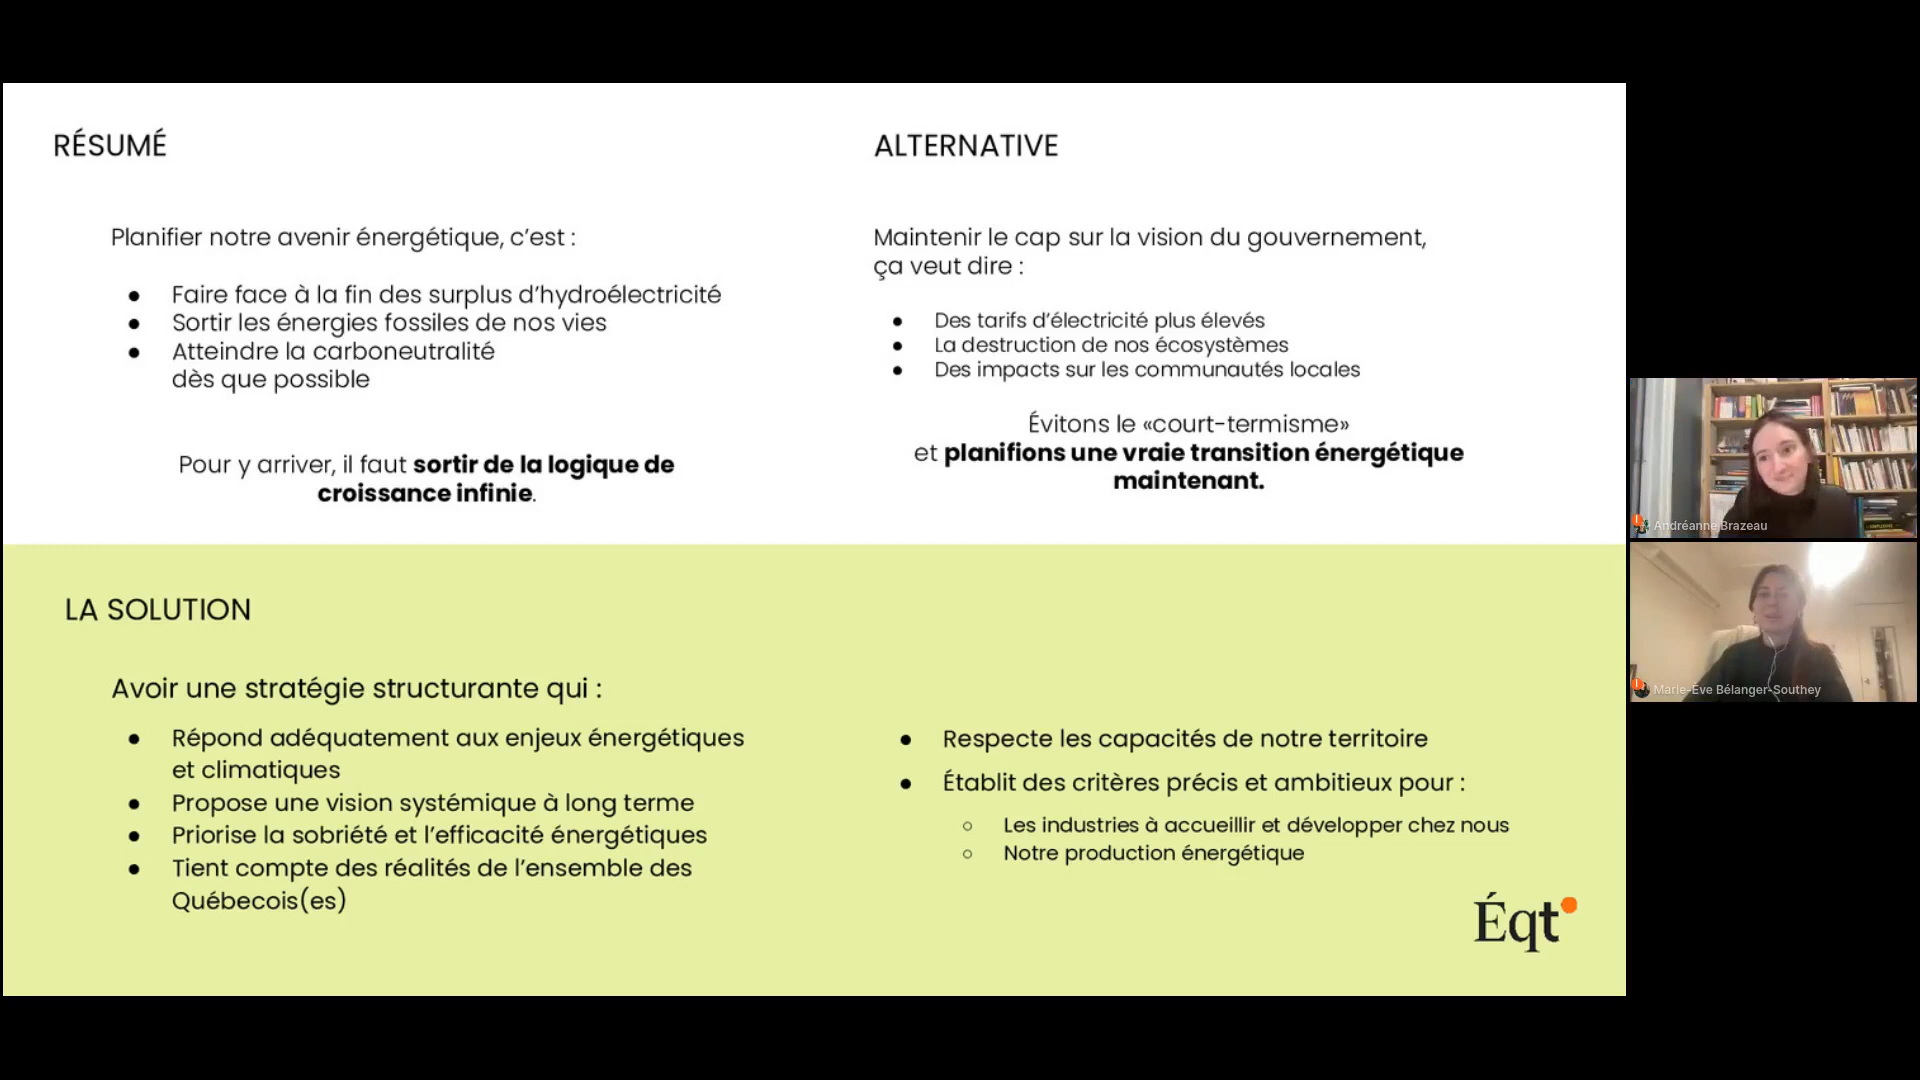 RÉSUMÉ
Planifier notre avenir énergétique, c’est :
● Faire face à la fin des surplus d’hydroélectricité
● Sortir les énergies fossiles de nos vies
● Atteindre la carboneutralité
dès que possible
Pour y arriver, il faut sortir de la logique de
croissance infinie.
ALTERNATIVE
Maintenir le cap sur la vision du gouvernement,
ça veut dire :
● Des tarifs d’électricité plus élevés
● La destruction de nos écosystèmes
● Des impacts sur les communautés locales
Évitons le «court-termisme»
et planifions une vraie transition énergétique
maintenant.
LA SOLUTION
Avoir une stratégie structurante qui :
● Répond adéquatement aux enjeux énergétiques
et climatiques
● Propose une vision systémique à long terme
● Priorise la sobriété et l’efficacité énergétiques
● Tient compte des réalités de l’ensemble des
Québecois(es)
● Respecte les capacités de notre territoire
● Établit des critères précis et ambitieux pour :
○ Les industries à accueillir et développer chez nous
○ Notre production énergétique
Éqt
Andréanne Brazeau
Marie-Ève Bélanger-Southey